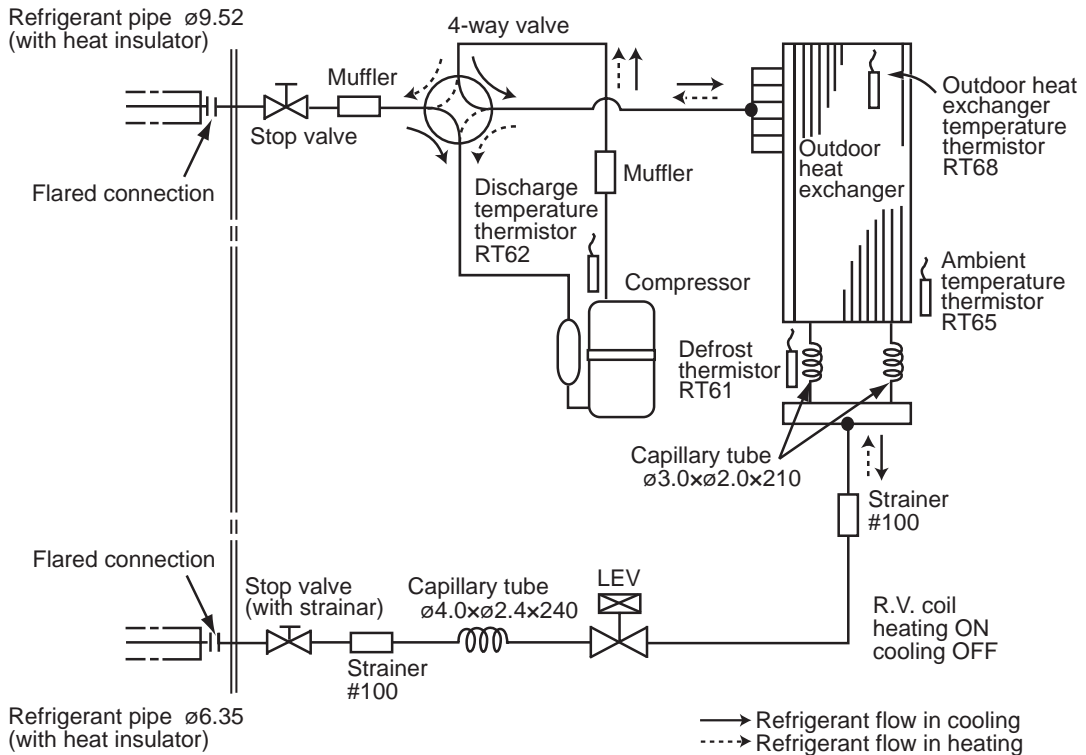 Refrigerant pipe ø9.52
(with heat insulator)
4-way valve
Muffler
Stop valve
Flared connection
Outdoor heat
exchanger
temperature
thermistor
RT68
Outdoor
heat
exchanger
Muffler
Discharge
temperature
thermistor
RT62
Compressor
Ambient
temperature
thermistor
RT65
Defrost
thermistor
RT61
Capillary tube
ø3.0×ø2.0×210
Strainer
#100
Flared connection
Stop valve
(with strainar)
Capillary tube
ø4.0×ø2.4×240
LEV
Strainer
#100
R.V. coil
heating ON
cooling OFF
Refrigerant pipe ø6.35
(with heat insulator)
Refrigerant flow in cooling
Refrigerant flow in heating